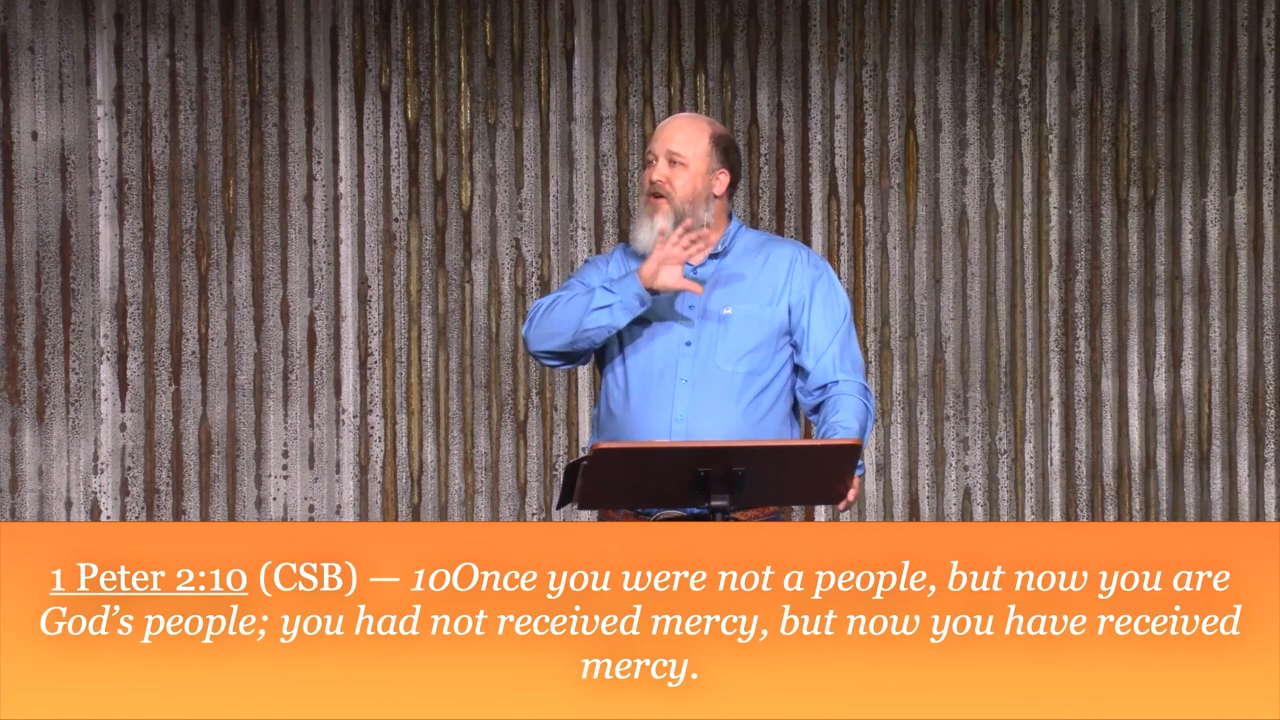 1 Peter 2:10 (CSB) — 10Once you were not a people, but now you are
God’s people; you had not received mercy, but now you have received
mercy.